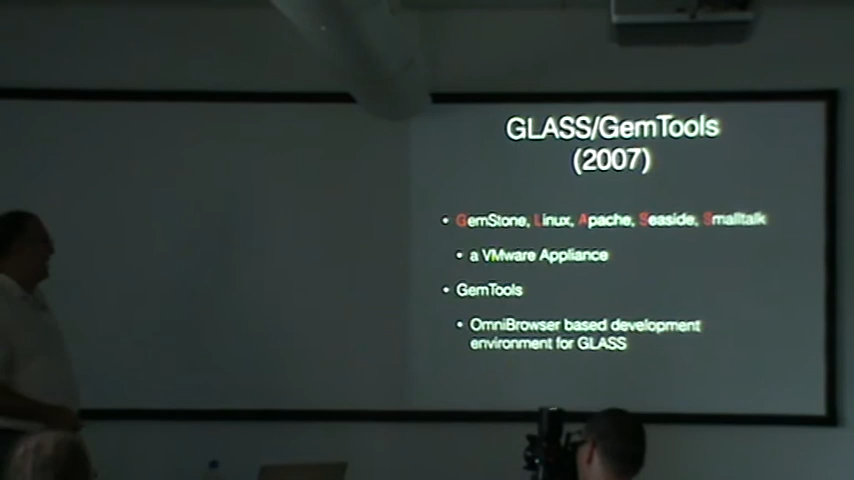 GLASS/GemTools
(2007)
• GemStone, Linux, Apache, Seaside, Smalltalk
• a VMware Appliance
• GemTools
• OmniBrowser based development
environment for GLASS